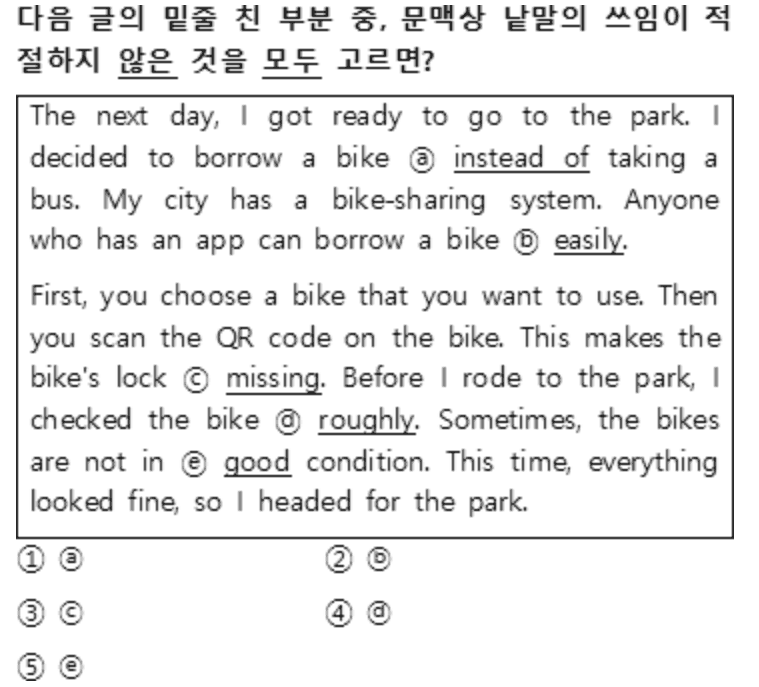 다음 글의 밑줄 친 부분 중, 문맥상 낱말의 쓰임이 적
절하지 않은 것을 모두 고르면?
The next day, I got ready to go to the park. I
decided to borrow a bike ⓐ instead of taking a
bus. My city has a bike-sharing system. Anyone
who has an app can borrow a bike ⓑ easily.
First, you choose a bike that you want to use. Then
you scan the QR code on the bike. This makes the
bike's lock ⓒ missing. Before I rode to the park, I
checked the bike ⓓ roughly. Sometimes, the bikes
are not in ⓔ good condition. This time, everything
looked fine, so I headed for the park.
① ⓐ ② ⓑ
③ ⓒ ④ ⓓ
⑤ ⓔ